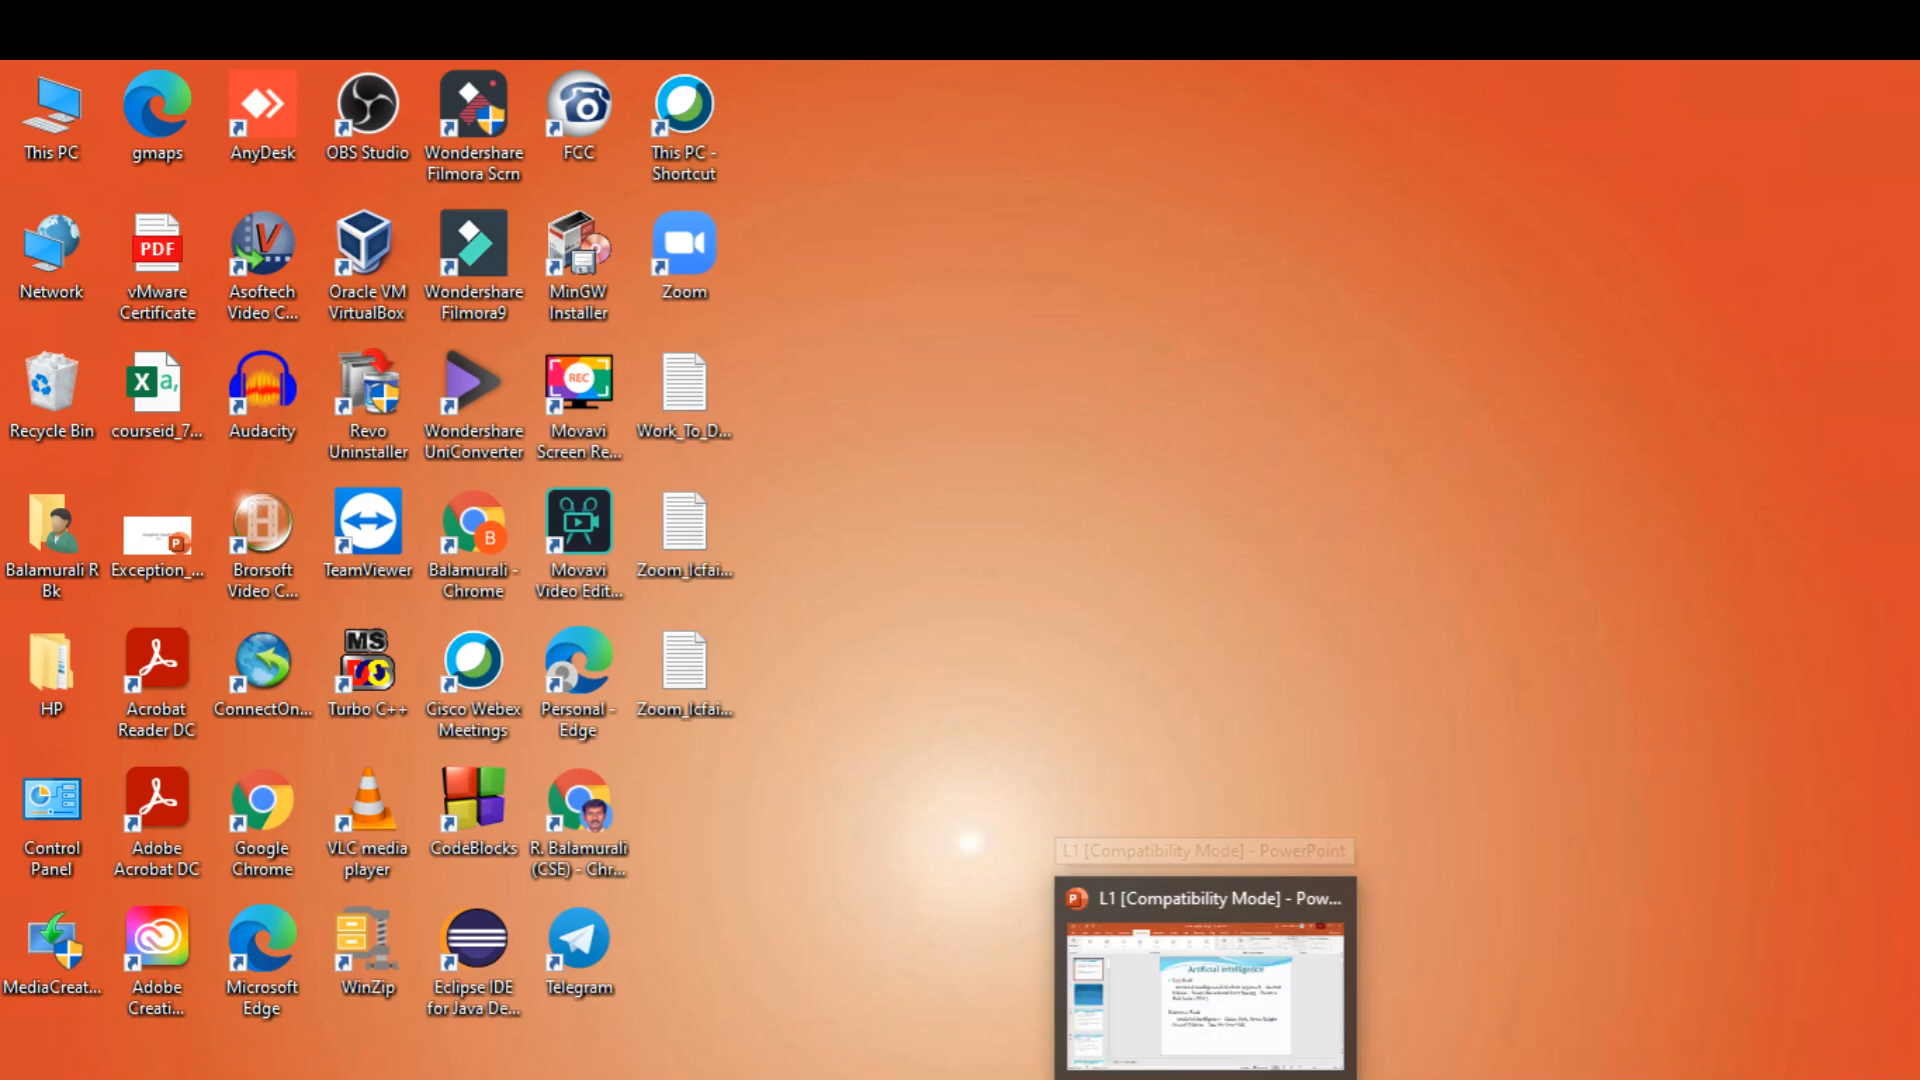 This PC
gmaps
AnyDesk
OBS Studio
Wondershare
Filmora Scrn
FCC
This PC -
Shortcut
Network
PDF
vMware
Certificate
Asoftech
Video C...
Oracle VM
VirtualBox
Wondershare
Filmora9
MinGW
Installer
Zoom
Recycle Bin
X a,
courseid_7...
Audacity
Revo
Uninstaller
Wondershare
UniConverter
REC
Movavi
Screen Re...
Work_To_D...
Balamurali R
Bk
Exception_...
Brorsoft
Video C...
TeamViewer
B
Balamurali -
Chrome
Movavi
Video Edit...
Zoom_Icfai...
HP
Acrobat
Reader DC
ConnectOn...
MS
Turbo C++
Cisco Webex
Meetings
Personal -
Edge
Zoom_Icfai...
Control
Panel
Adobe
Acrobat DC
Google
Chrome
VLC media
player
CodeBlocks
R. Balamurali
(CSE) - Chr...
MediaCreat...
Adobe
Creati...
Microsoft
Edge
WinZip
Eclipse IDE
for Java De...
Telegram
L1 [Compatibility Mode] - PowerPoint
L1 [Compatibility Mode] - Pow...
Artificial Intelligence